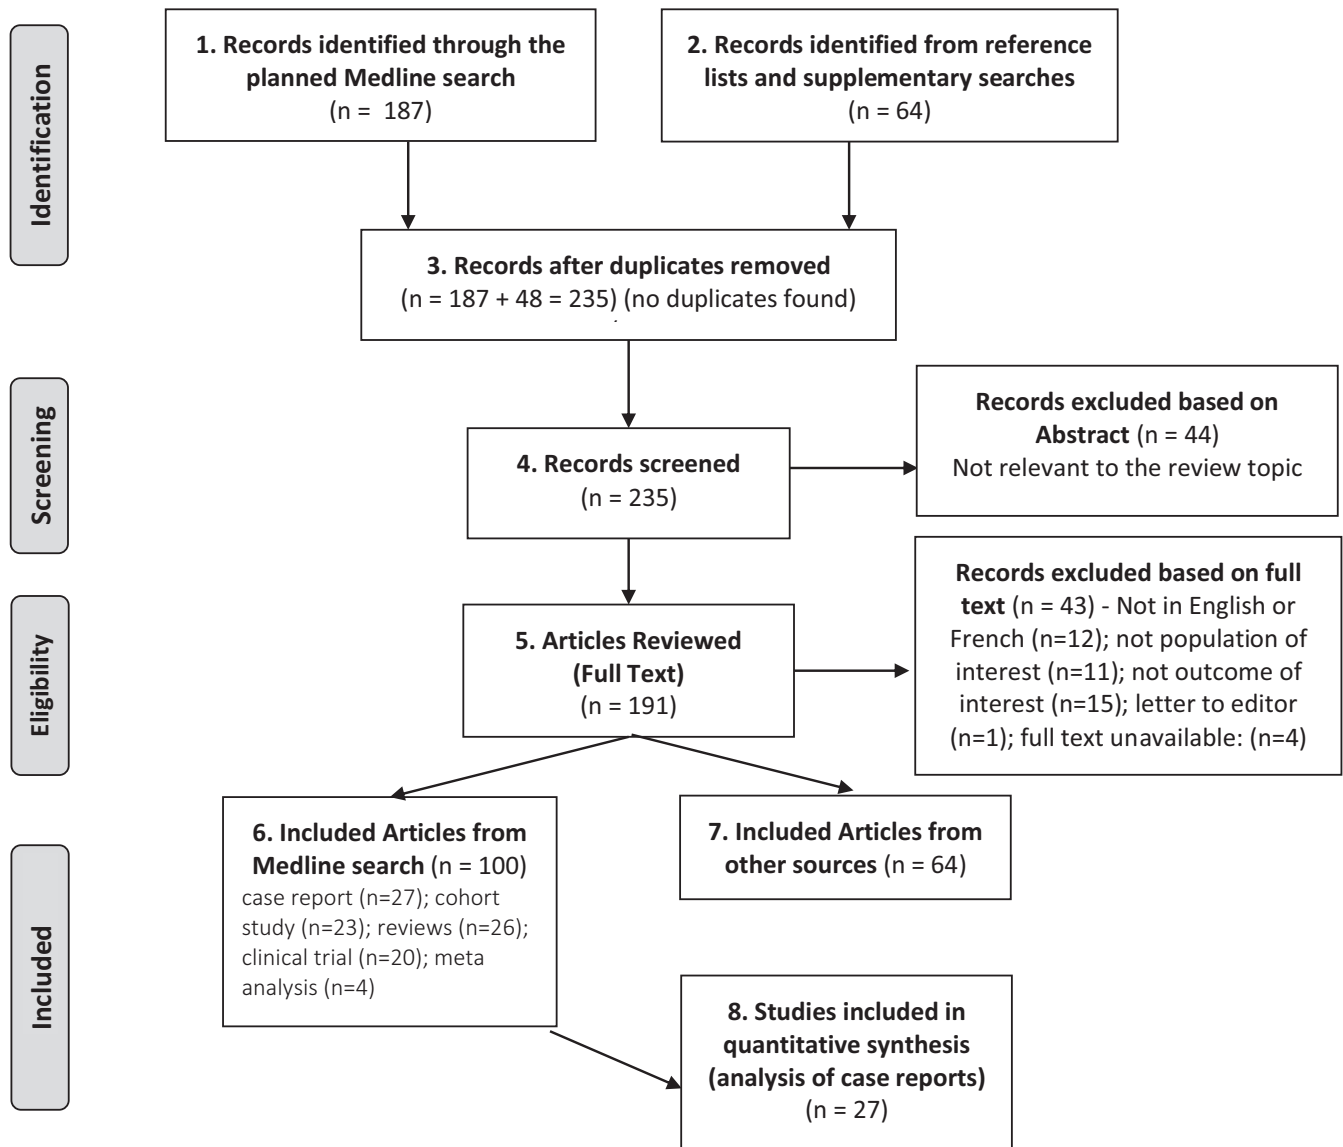 Identification
1. Records identified through the
planned Medline search
(n = 187)
2. Records identified from reference
lists and supplementary searches
(n = 64)
3. Records after duplicates removed
(n = 187 + 48 = 235) (no duplicates found)
Screening
4. Records screened
(n = 235)
Records excluded based on
Abstract (n = 44)
Not relevant to the review topic
Eligibility
5. Articles Reviewed
(Full Text)
(n = 191)
Records excluded based on full
text (n = 43) - Not in English or
French (n=12); not population of
interest (n=11); not outcome of
interest (n=15); letter to editor
(n=1); full text unavailable: (n=4)
Included
6. Included Articles from
Medline search (n = 100)
case report (n=27); cohort
study (n=23); reviews (n=26);
clinical trial (n=20); meta
analysis (n=4)
7. Included Articles from
other sources (n = 64)
8. Studies included in
quantitative synthesis
(analysis of case reports)
(n = 27)